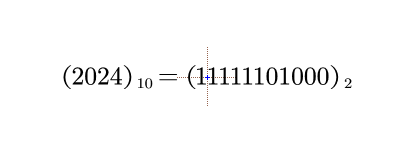 (2024)₁₀ = (11111101000)₂